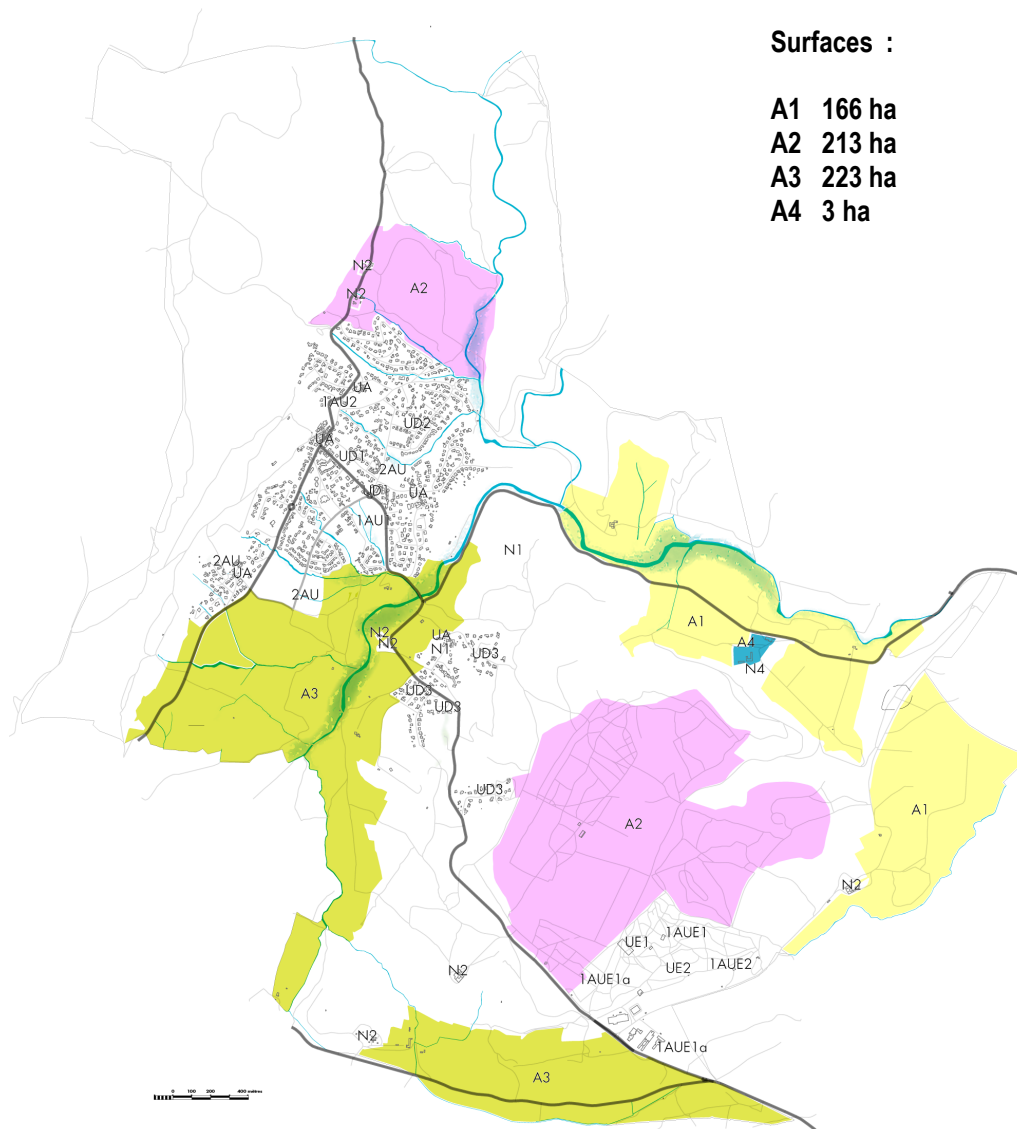 Surfaces :
A1 166 ha
A2 213 ha
A3 223 ha
A4 3 ha
N2
A2
N2
UA
1AU2
UD2
UA
UD1
2AU
UD1
UA
1AU
N1
2AU
UA
2AU
A1
A4
N4
N2
N2
UA
N1
UD3
A3
UD3
UD3
UD3
A2
A1
N2
1AUE1
UE1
UE2
1AUE2
N2
1AUE1a
N2
1AUE1a
A3
0 100 200 400 mètres